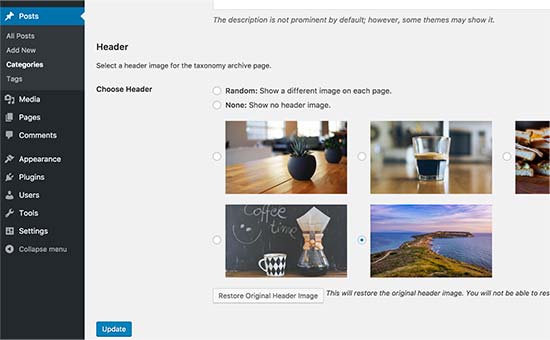 Posts
All Posts
Add New
Categories
Tags
Media
Pages
Comments
Appearance
Plugins
Users
Tools
Settings
Collapse menu
The description is not prominent by default; however, some themes may show it.
Header
Select a header image for the taxonomy archive page.
Choose Header
Random: Show a different image on each page.
None: Show no header image.
Coffee
time
Restore Original Header Image
This will restore the original header image. You will not be able to res
Update